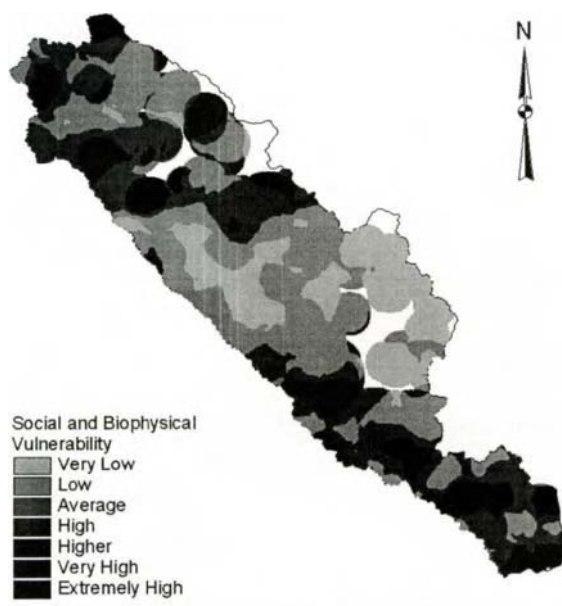 N
Social and Biophysical
Vulnerability
Very Low
Low
Average
High
Higher
Very High
Extremely High